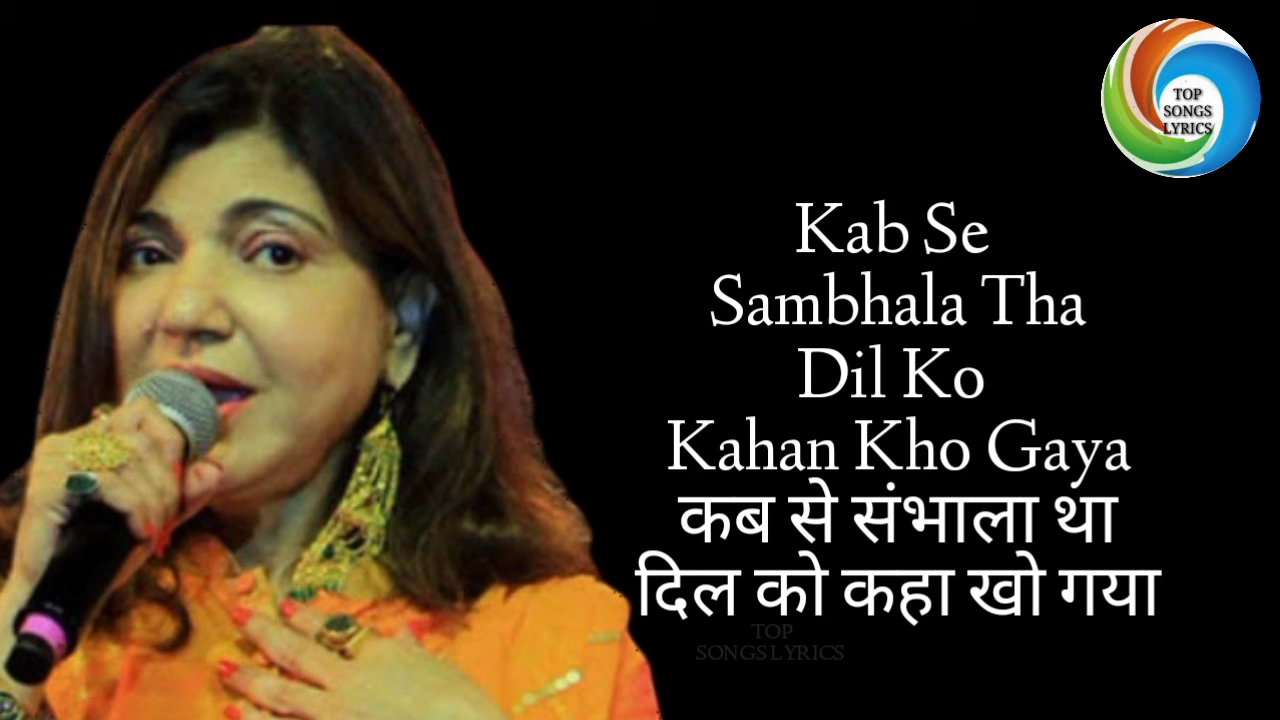 TOP
SONGS
LYRICS
Kab Se
Sambhala Tha
Dil Ko
Kahan Kho Gaya
कब से संभाला था
दिल को कहा खो गया
TOP
SONGS LYRICS